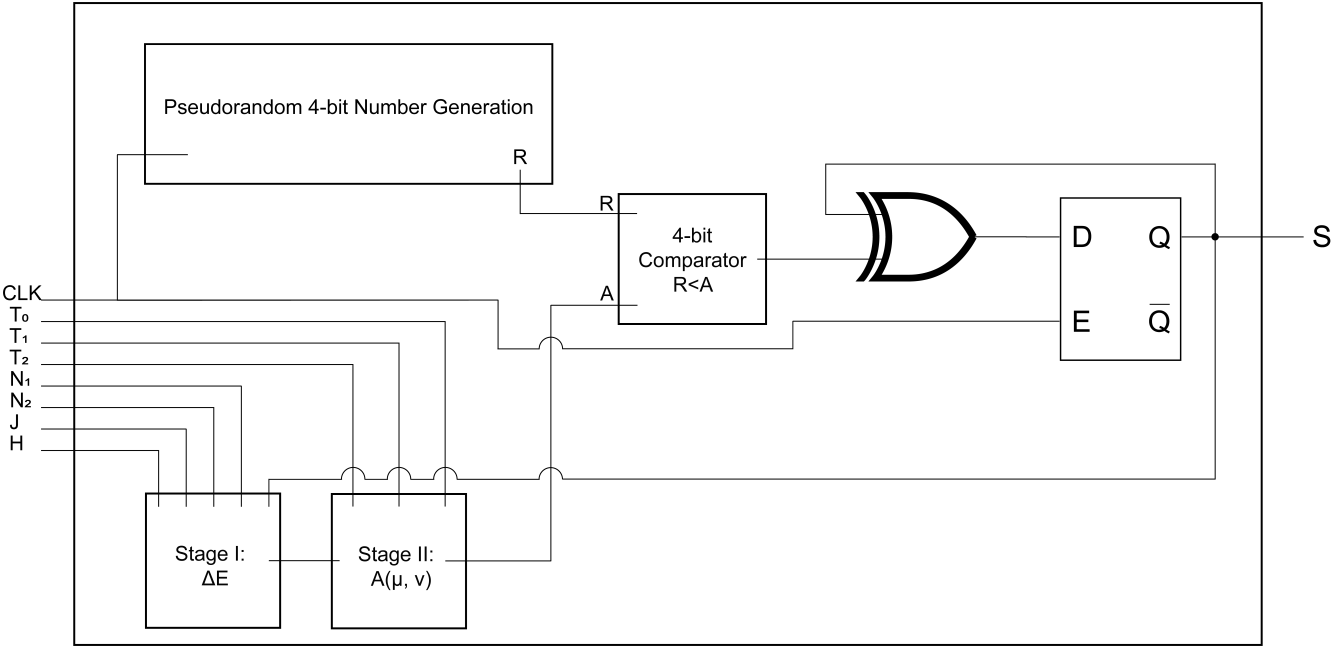 Pseudorandom 4-bit Number Generation
R
R
4-bit
Comparator
R<A
A
D
Q
S
E
Q̅
CLK
T₀
T₁
T₂
N₁
N₂
J
H
Stage I:
ΔE
Stage II:
A(μ, ν)